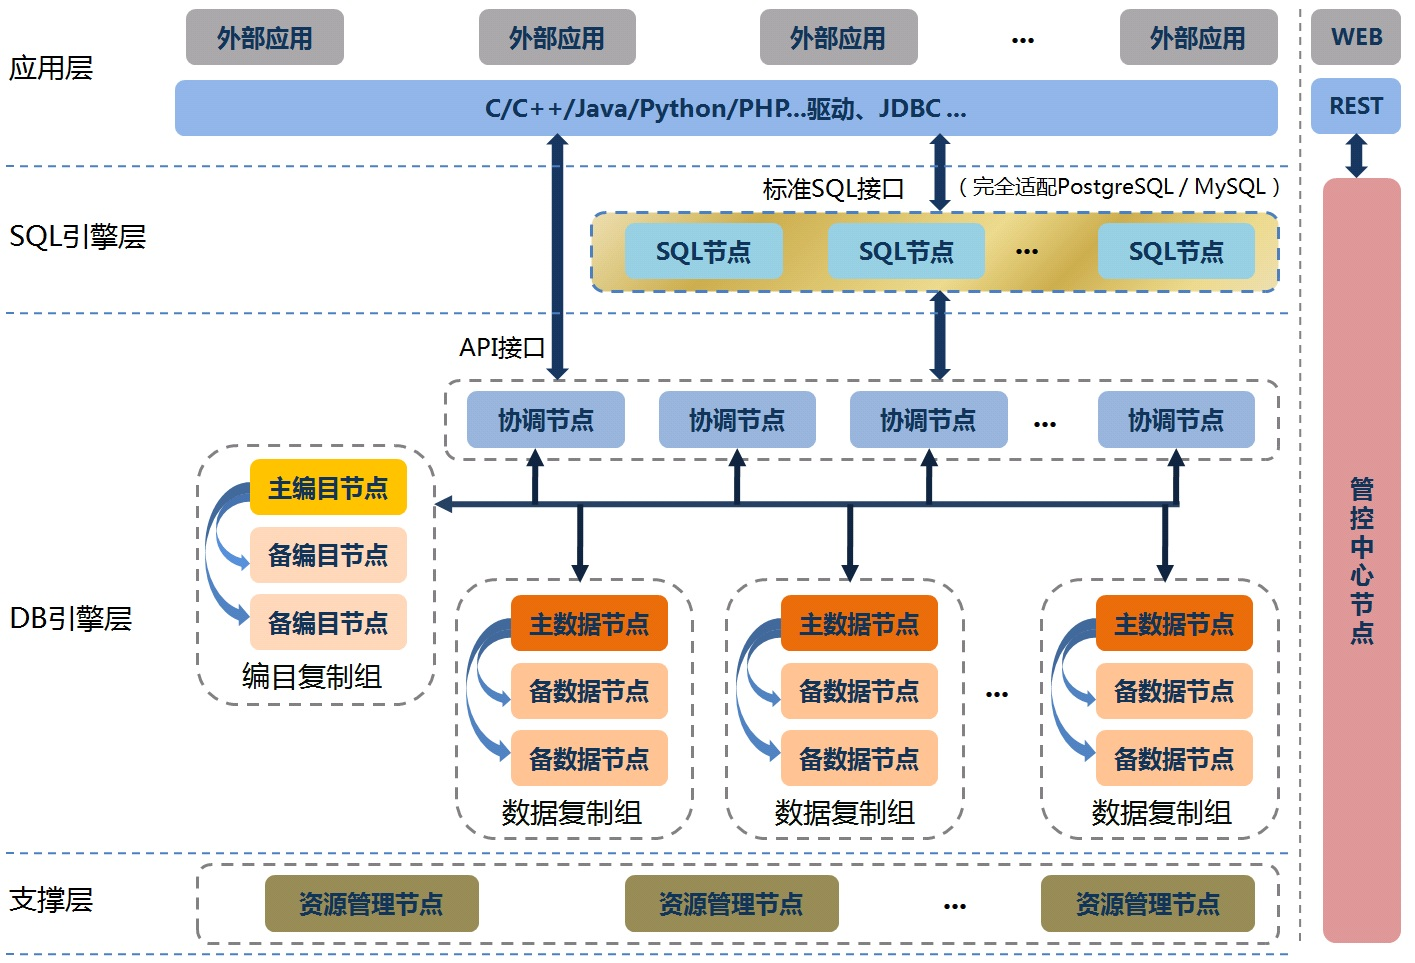 应用层
外部应用
外部应用
外部应用
...
外部应用
WEB
C/C++/Java/Python/PHP...驱动、JDBC ...
REST
标准SQL接口
（完全适配PostgreSQL / MySQL）
SQL引擎层
SQL节点
SQL节点
...
SQL节点
API接口
协调节点
协调节点
协调节点
...
协调节点
DB引擎层
主编目节点
备编目节点
备编目节点
编目复制组
主数据节点
备数据节点
备数据节点
数据复制组
主数据节点
备数据节点
备数据节点
数据复制组
...
主数据节点
备数据节点
备数据节点
数据复制组
支撑层
资源管理节点
资源管理节点
...
资源管理节点
管控中心节点